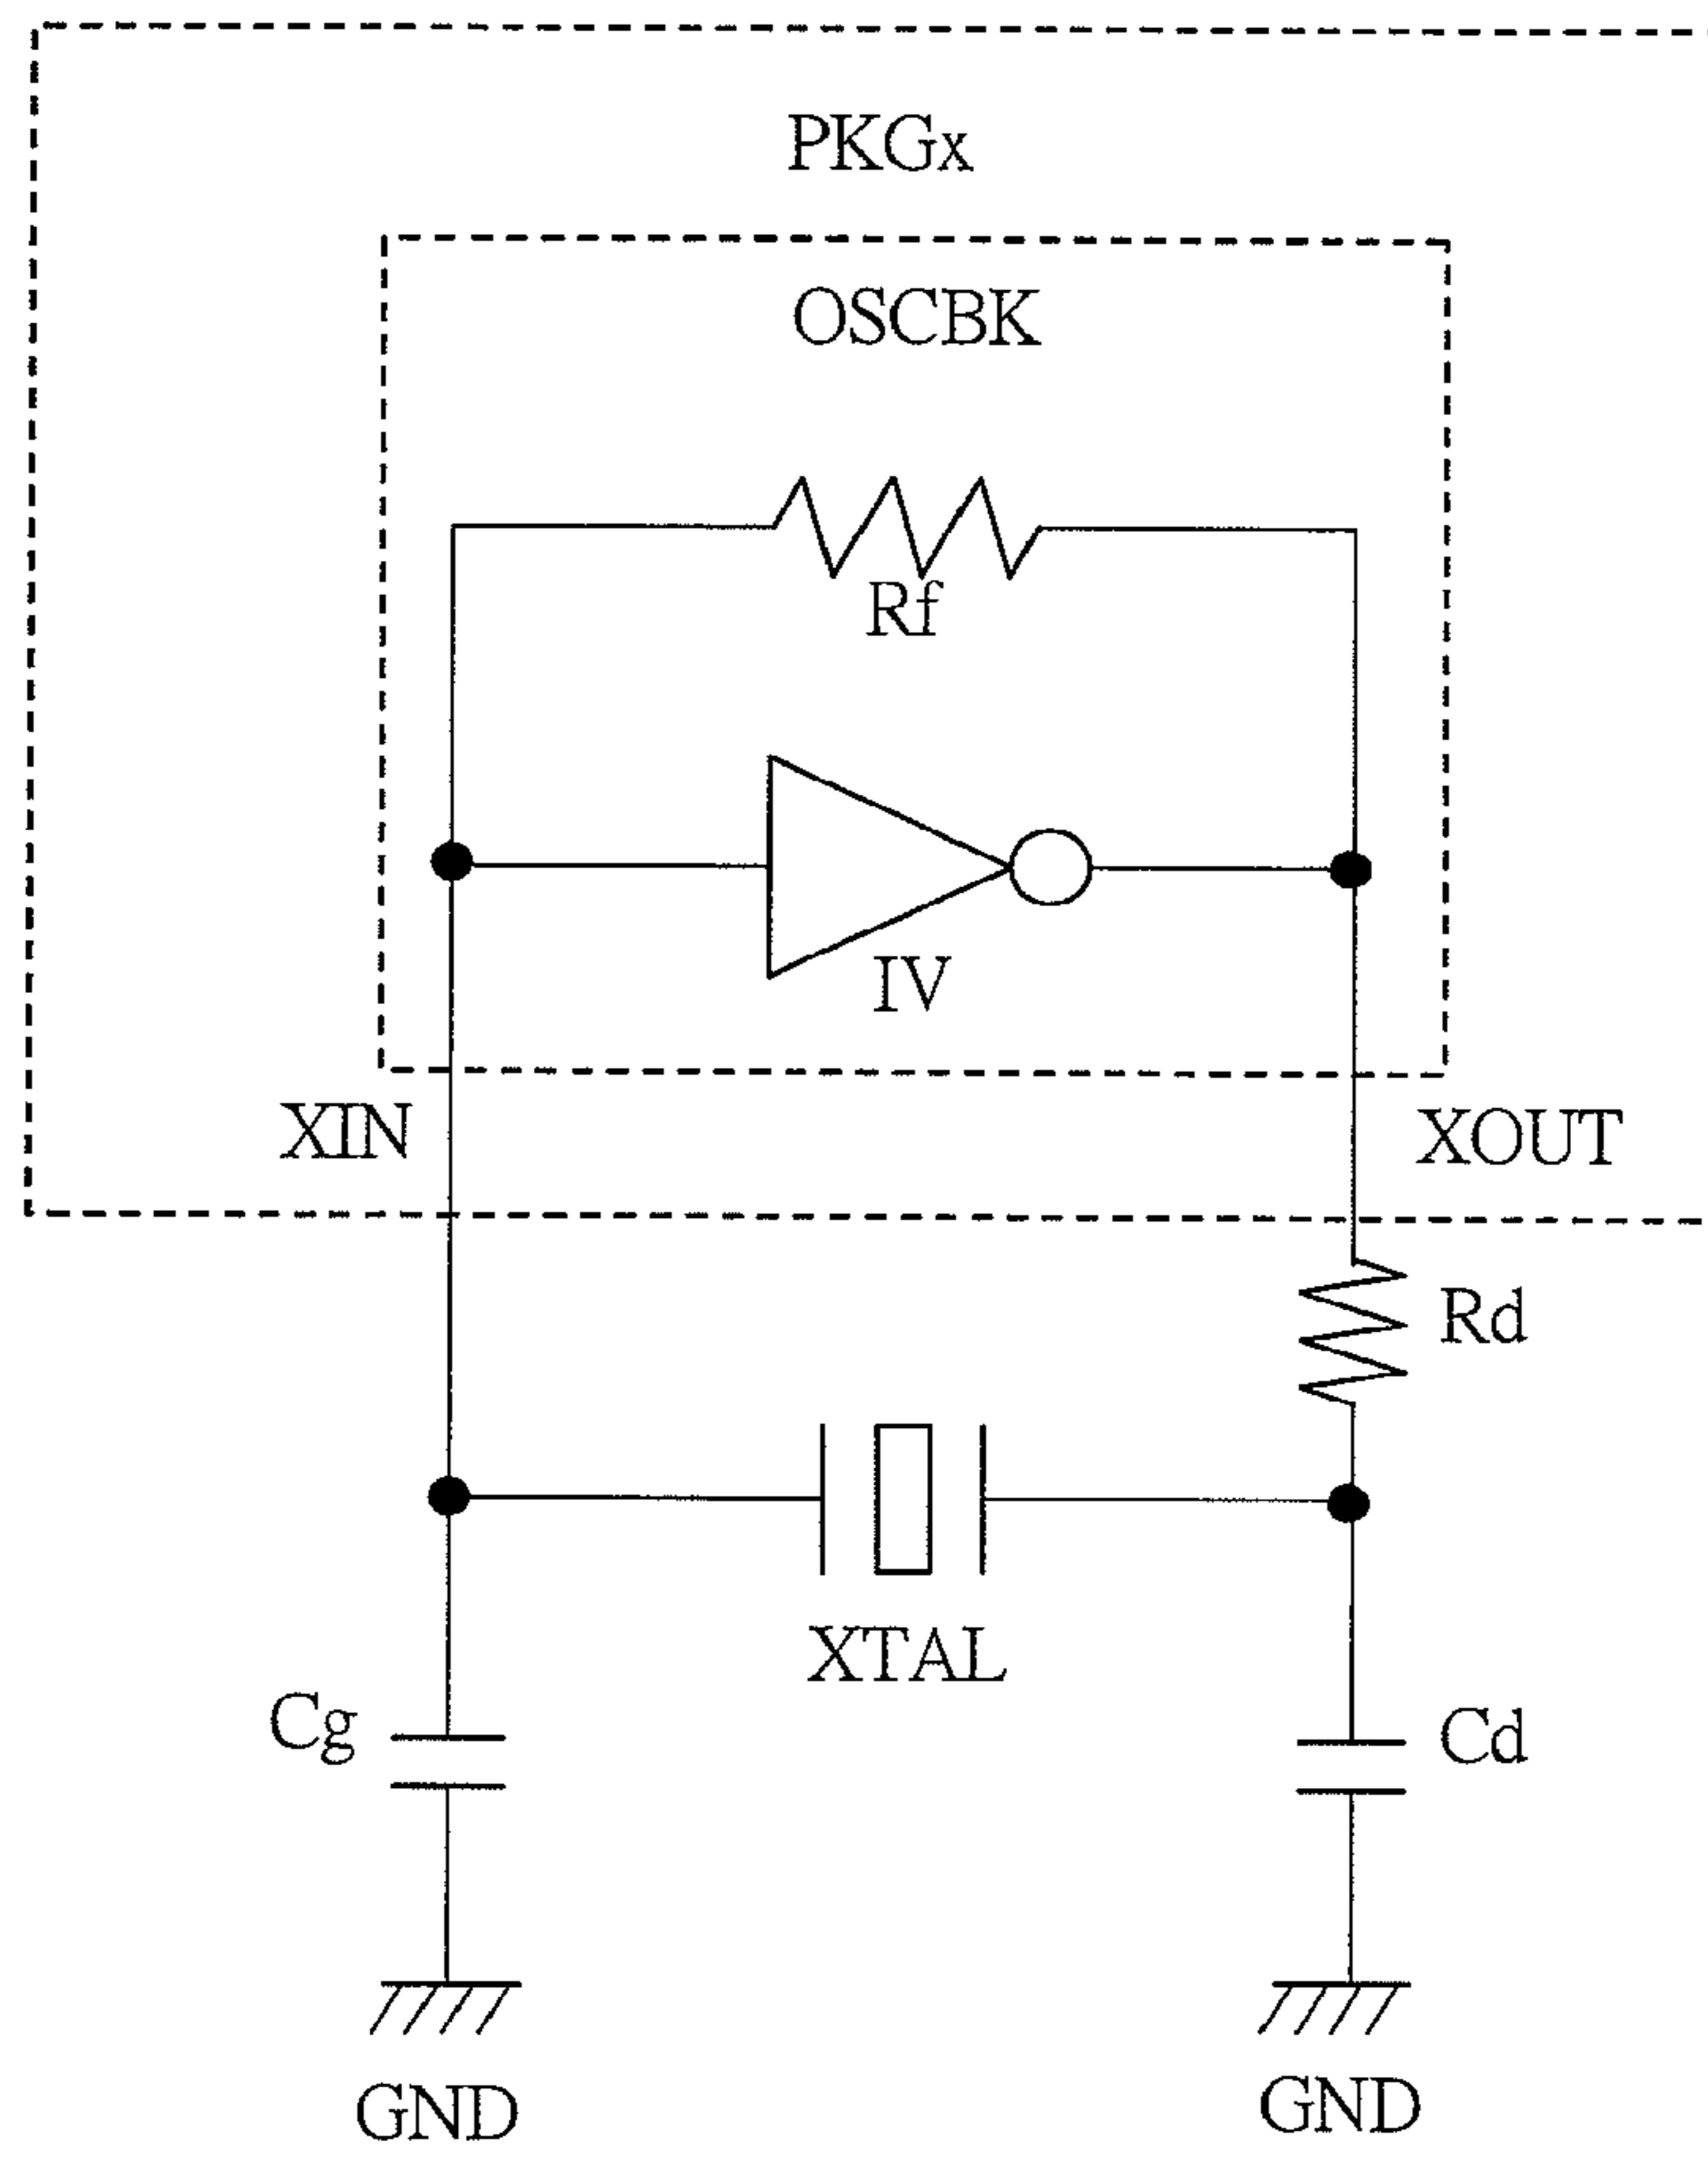 PKGx
OSCBK
Rf
IV
XIN
XOUT
Rd
XTAL
Cg
Cd
GND
GND